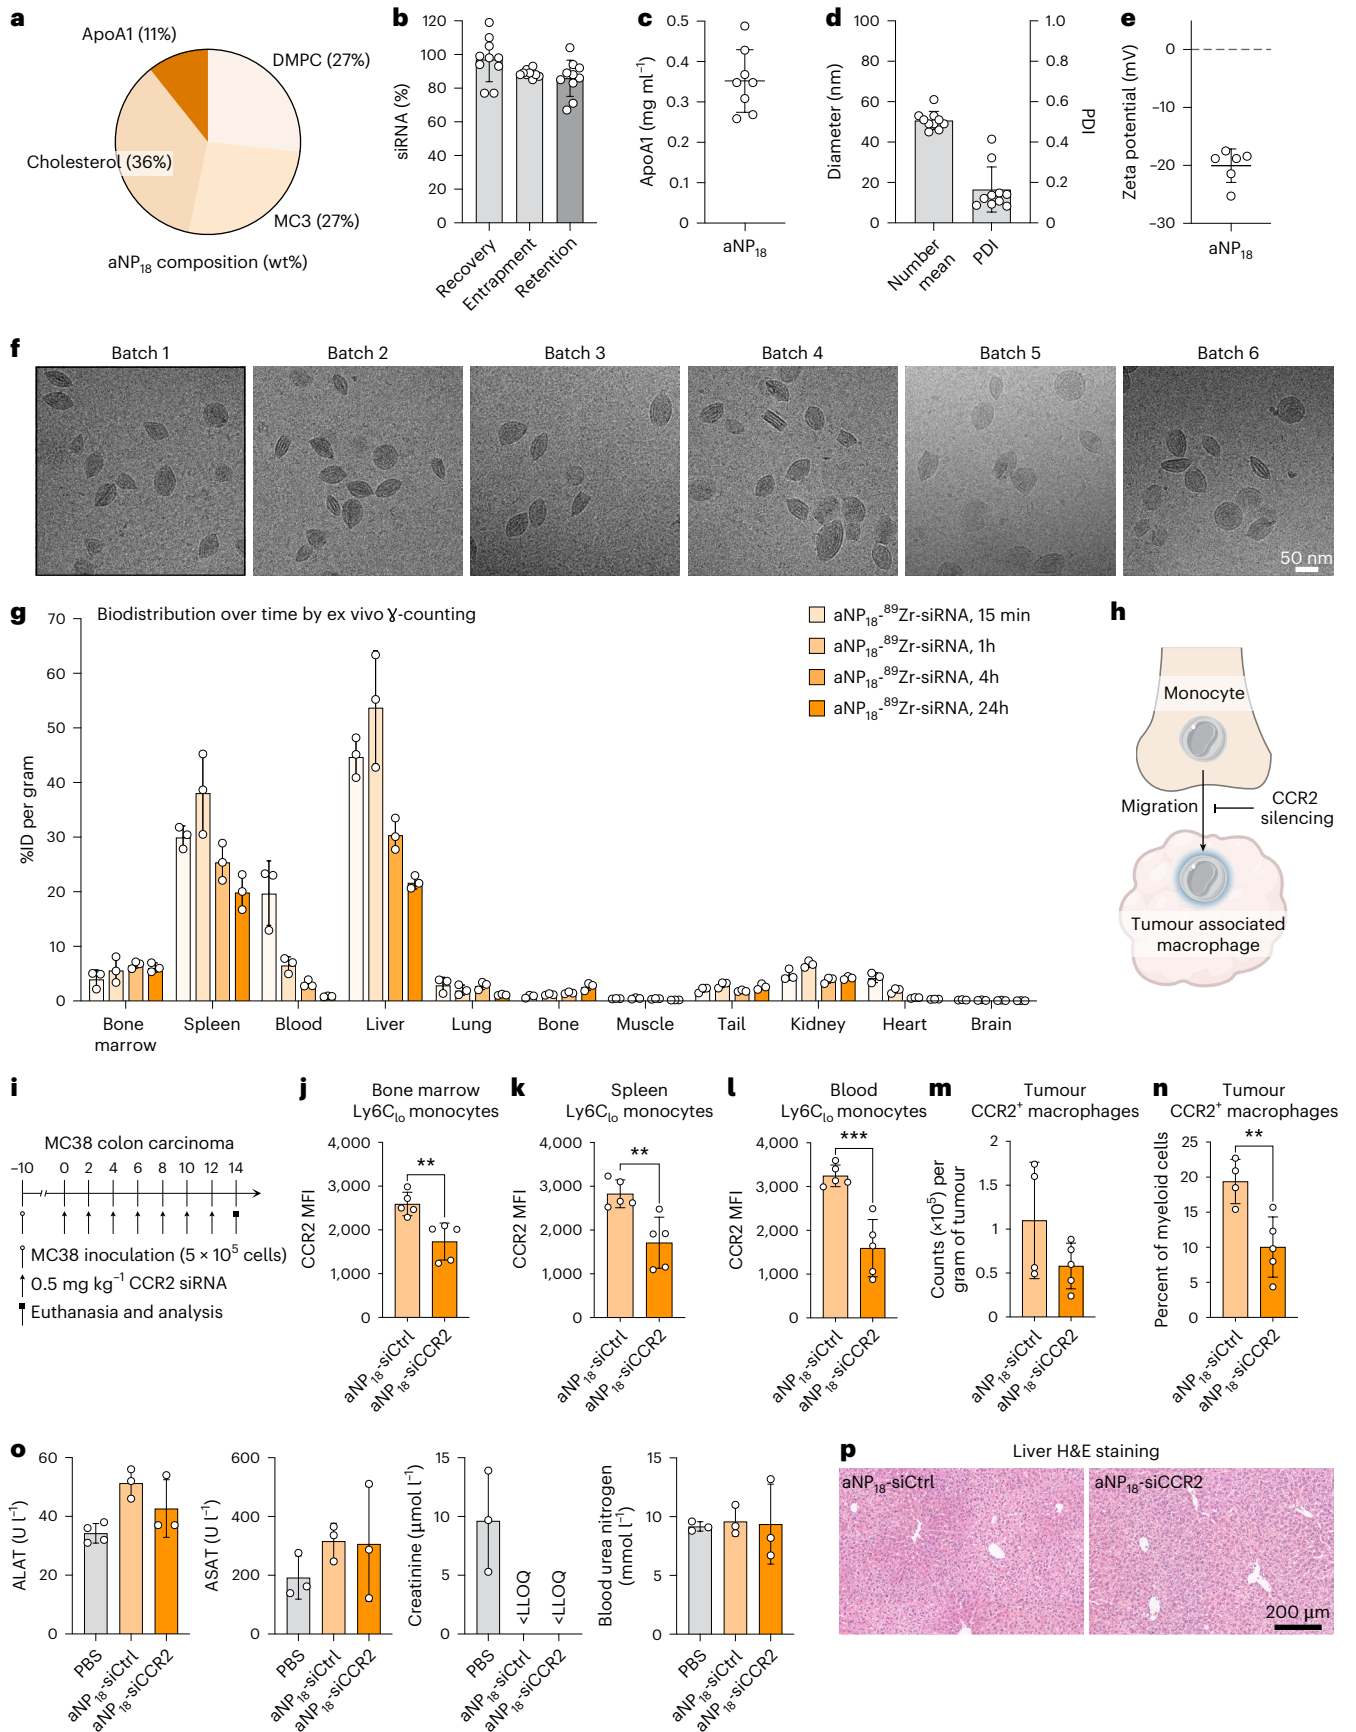 a
ApoA1 (11%)
DMPC (27%)
Cholesterol (36%)
MC3 (27%)
aNP18 composition (wt%)
b
siRNA (%)
120
100
80
60
40
20
0
Recovery
Entrapment
Retention
c
ApoA1 (mg ml−1)
0.5
0.4
0.3
0.2
0.1
0
aNP18
d
Diameter (nm)
100
80
60
40
20
0
1.0
0.8
0.6
0.4
0.2
0
PDI
Number
mean
PDI
e
Zeta potential (mV)
0
−10
−20
−30
aNP18
f
Batch 1
Batch 2
Batch 3
Batch 4
Batch 5
Batch 6
50 nm
g
Biodistribution over time by ex vivo Ɣ-counting
%ID per gram
70
60
50
40
30
20
10
0
aNP18-89Zr-siRNA, 15 min
aNP18-89Zr-siRNA, 1h
aNP18-89Zr-siRNA, 4h
aNP18-89Zr-siRNA, 24h
Bone
marrow
Spleen
Blood
Liver
Lung
Bone
Muscle
Tail
Kidney
Heart
Brain
h
Monocyte
Migration
CCR2
silencing
Tumour associated
macrophage
i
MC38 colon carcinoma
−10 0 2 4 6 8 10 12 14
MC38 inoculation (5 × 105 cells)
0.5 mg kg−1 CCR2 siRNA
Euthanasia and analysis
j
Bone marrow
Ly6Clo monocytes
CCR2 MFI
4,000
3,000
2,000
1,000
0
**
aNP18-siCtrl
aNP18-siCCR2
k
Spleen
Ly6Clo monocytes
CCR2 MFI
4,000
3,000
2,000
1,000
0
**
aNP18-siCtrl
aNP18-siCCR2
l
Blood
Ly6Clo monocytes
CCR2 MFI
4,000
3,000
2,000
1,000
0
***
aNP18-siCtrl
aNP18-siCCR2
m
Tumour
CCR2+ macrophages
Counts (×105) per
gram of tumour
2
1.5
1
0.5
0
aNP18-siCtrl
aNP18-siCCR2
n
Tumour
CCR2+ macrophages
Percent of myeloid cells
25
20
15
10
5
0
**
aNP18-siCtrl
aNP18-siCCR2
o
ALAT (U l−1)
60
40
20
0
PBS
aNP18-siCtrl
aNP18-siCCR2
ASAT (U l−1)
600
400
200
0
PBS
aNP18-siCtrl
aNP18-siCCR2
Creatinine (µmol l−1)
15
10
5
0
<LLOQ
<LLOQ
PBS
aNP18-siCtrl
aNP18-siCCR2
Blood urea nitrogen
(mmol l−1)
15
10
5
0
PBS
aNP18-siCtrl
aNP18-siCCR2
p
Liver H&E staining
aNP18-siCtrl
aNP18-siCCR2
200 µm